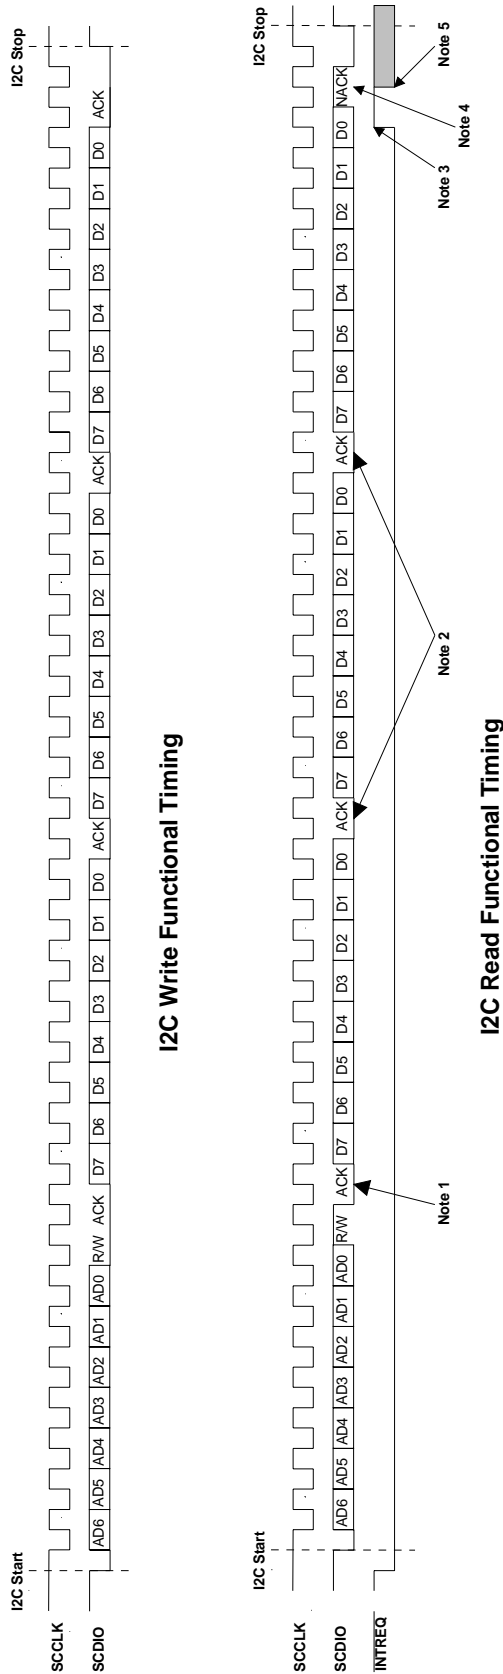 I2C Start I2C Stop
SCCLK
SCDIO AD6 AD5 AD4 AD3 AD2 AD1 AD0 R/W ACK D7 D6 D5 D4 D3 D2 D1 D0 ACK D7 D6 D5 D4 D3 D2 D1 D0 ACK D7 D6 D5 D4 D3 D2 D1 D0 ACK
I2C Write Functional Timing
I2C Start I2C Stop
SCCLK
SCDIO AD6 AD5 AD4 AD3 AD2 AD1 AD0 R/W ACK D7 D6 D5 D4 D3 D2 D1 D0 ACK D7 D6 D5 D4 D3 D2 D1 D0 ACK D7 D6 D5 D4 D3 D2 D1 D0 NACK
INTREQ
Note 1 Note 2 Note 3 Note 4 Note 5
I2C Read Functional Timing